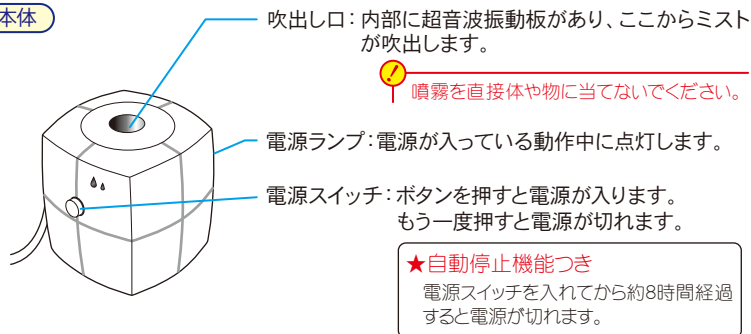 本体
吹出し口：内部に超音波振動板があり、ここからミスト
が吹出します。
噴霧を直接体や物に当てないでください。
電源ランプ：電源が入っている動作中に点灯します。
電源スイッチ：ボタンを押すと電源が入ります。
もう一度押すと電源が切れます。
★自動停止機能つき
電源スイッチを入れてから約8時間経過
すると電源が切れます。